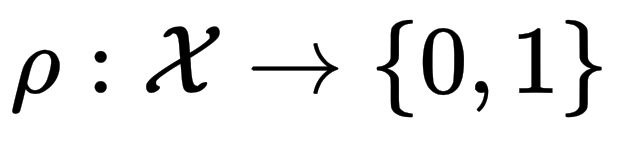 ρ : 𝒳 → {0, 1}